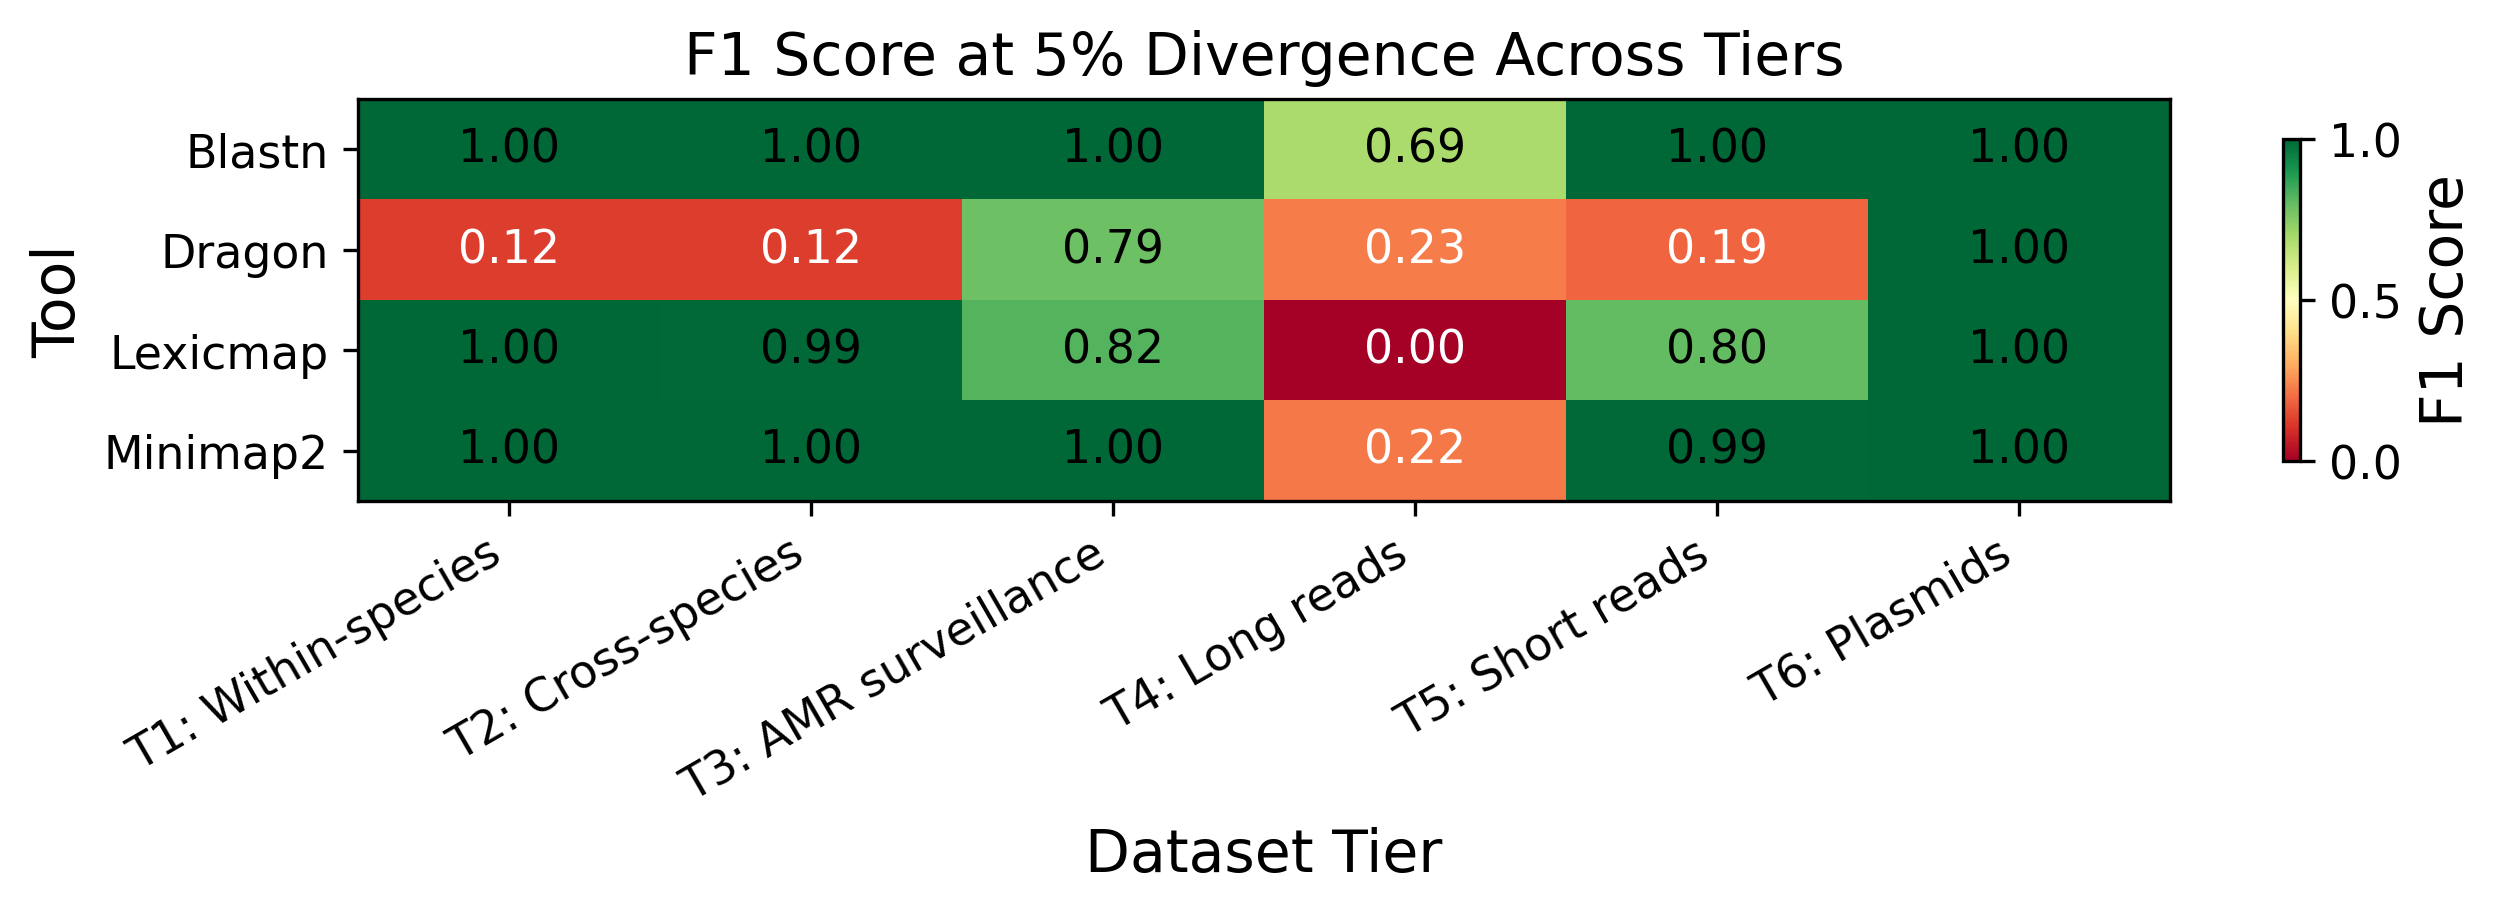 F1 Score at 5% Divergence Across Tiers
Tool
Blastn 1.00 1.00 1.00 0.69 1.00 1.00
Dragon 0.12 0.12 0.79 0.23 0.19 1.00
Lexicmap 1.00 0.99 0.82 0.00 0.80 1.00
Minimap2 1.00 1.00 1.00 0.22 0.99 1.00
T1: Within-species
T2: Cross-species
T3: AMR surveillance
T4: Long reads
T5: Short reads
T6: Plasmids
Dataset Tier
1.0
0.5
0.0
F1 Score